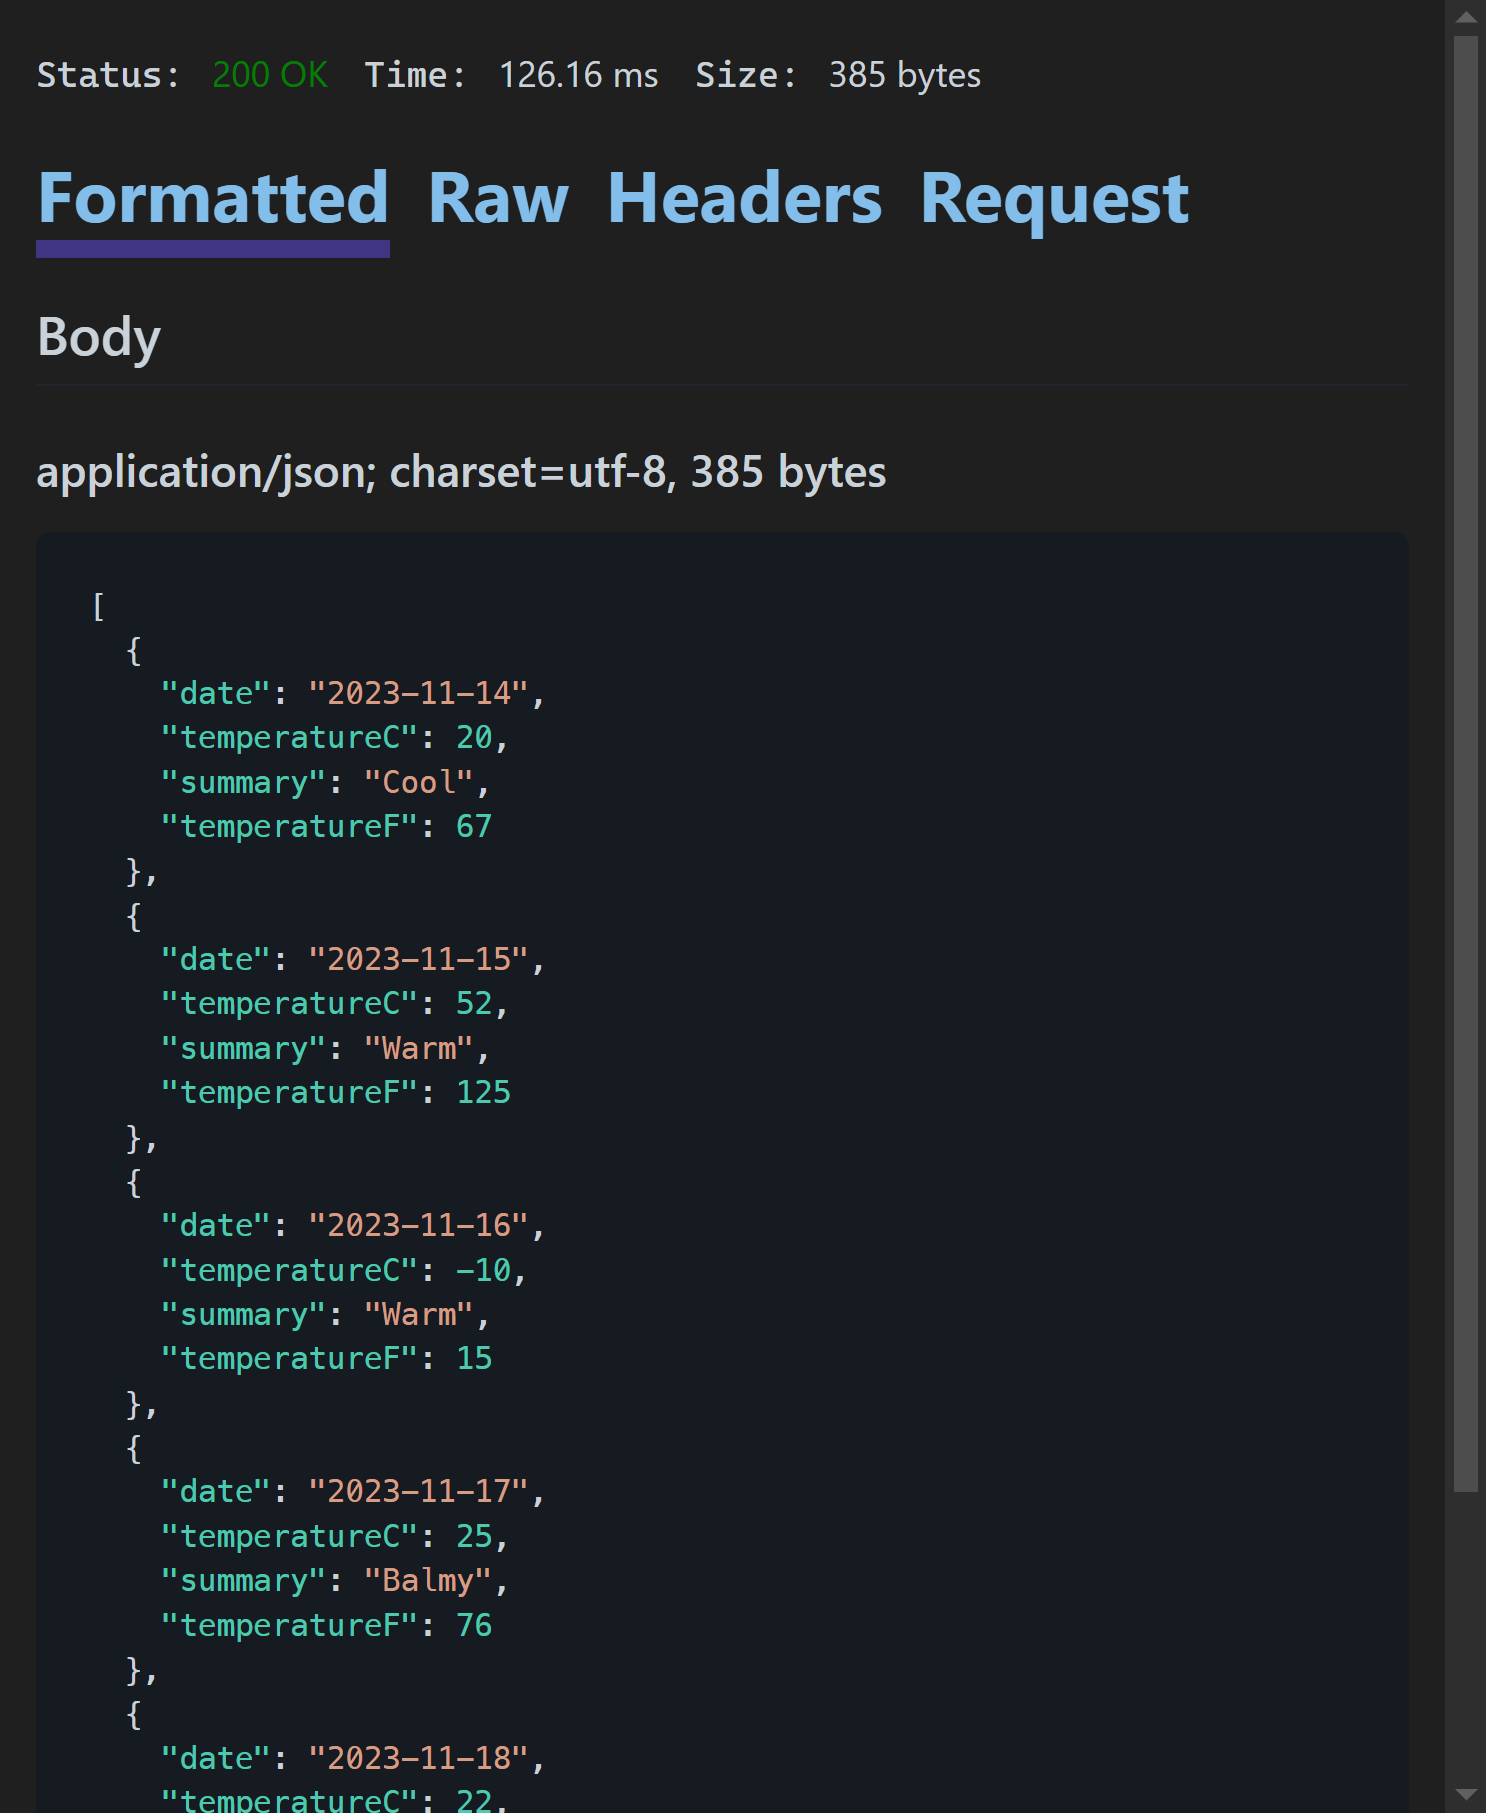 Status: 200 OK Time: 126.16 ms Size: 385 bytes
Formatted Raw Headers Request
Body
application/json; charset=utf-8, 385 bytes
[
  {
    "date": "2023-11-14",
    "temperatureC": 20,
    "summary": "Cool",
    "temperatureF": 67
  },
  {
    "date": "2023-11-15",
    "temperatureC": 52,
    "summary": "Warm",
    "temperatureF": 125
  },
  {
    "date": "2023-11-16",
    "temperatureC": -10,
    "summary": "Warm",
    "temperatureF": 15
  },
  {
    "date": "2023-11-17",
    "temperatureC": 25,
    "summary": "Balmy",
    "temperatureF": 76
  },
  {
    "date": "2023-11-18",
    "temperatureC": 22,